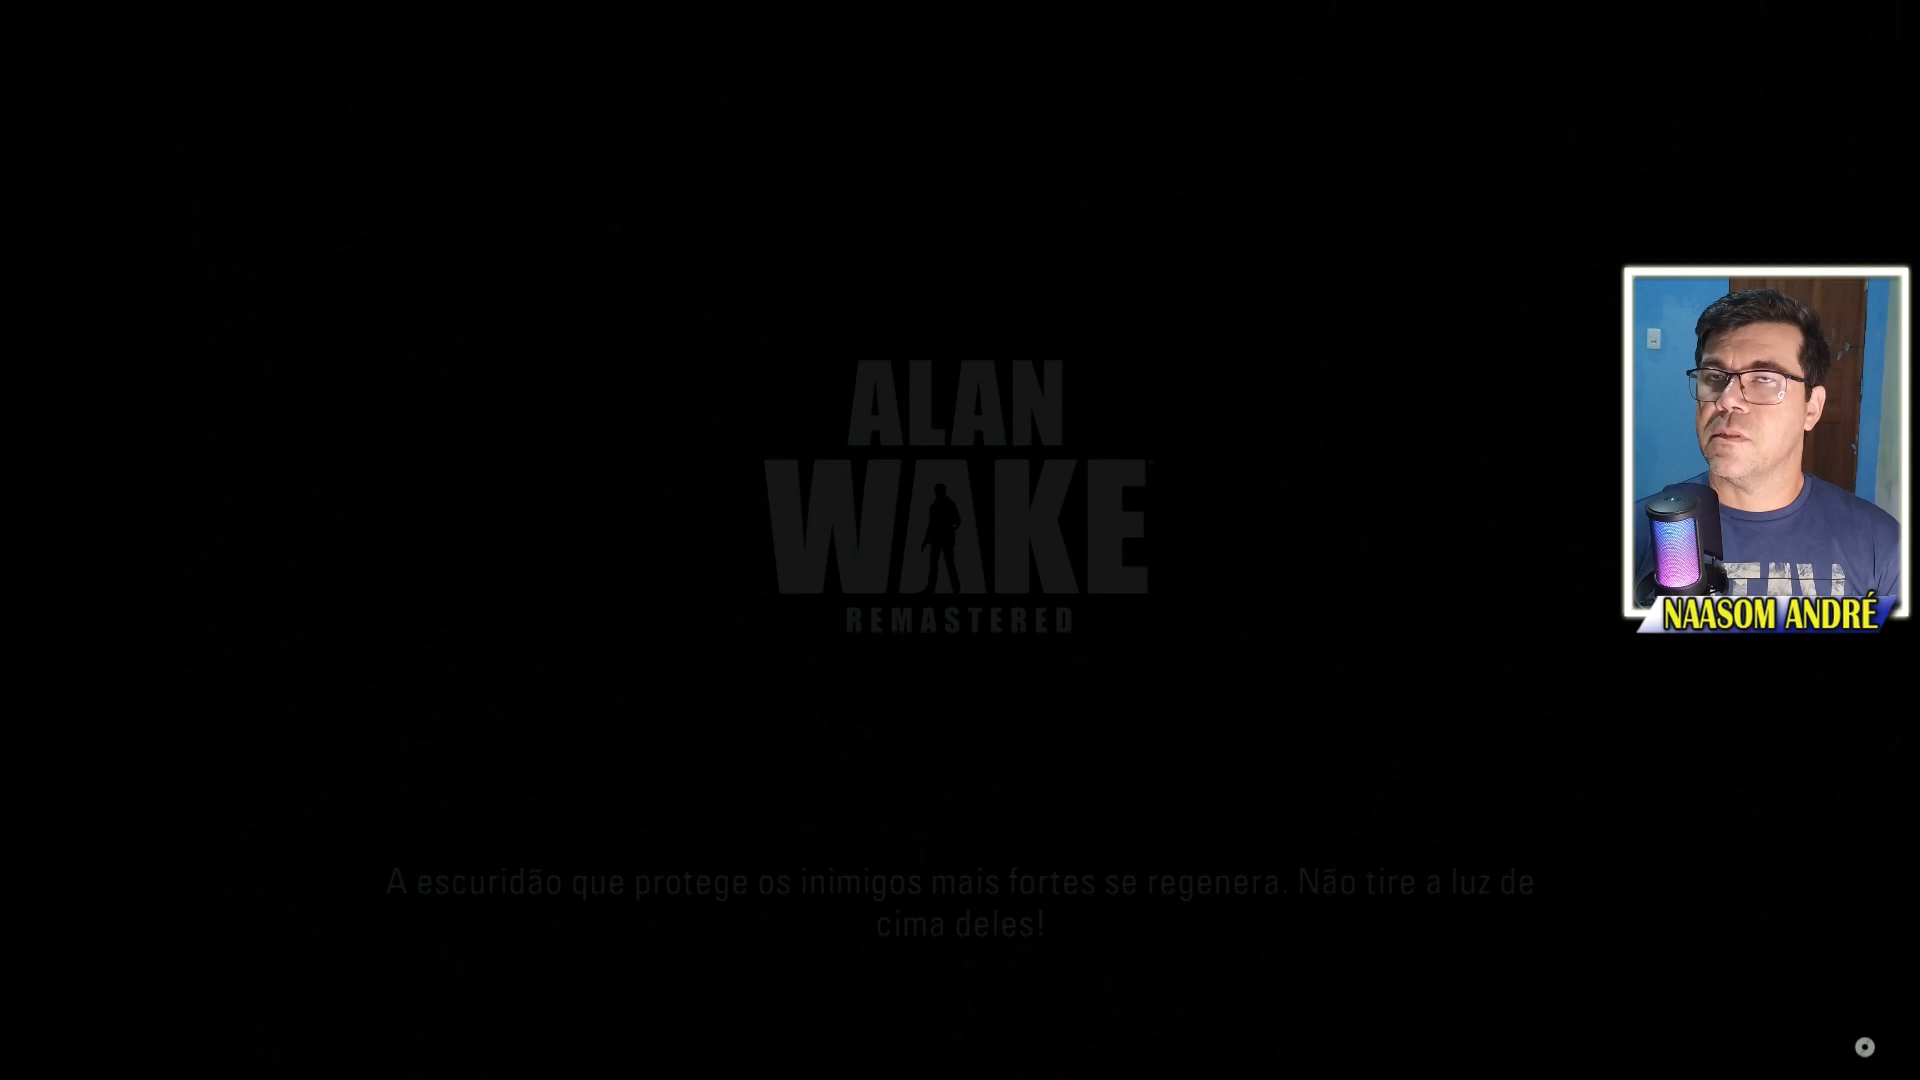 ALAN
WAKE
REMASTERED
NAASOM ANDRÉ
A escuridão que protege os inimigos mais fortes se regenera. Não tire a luz de
cima deles!